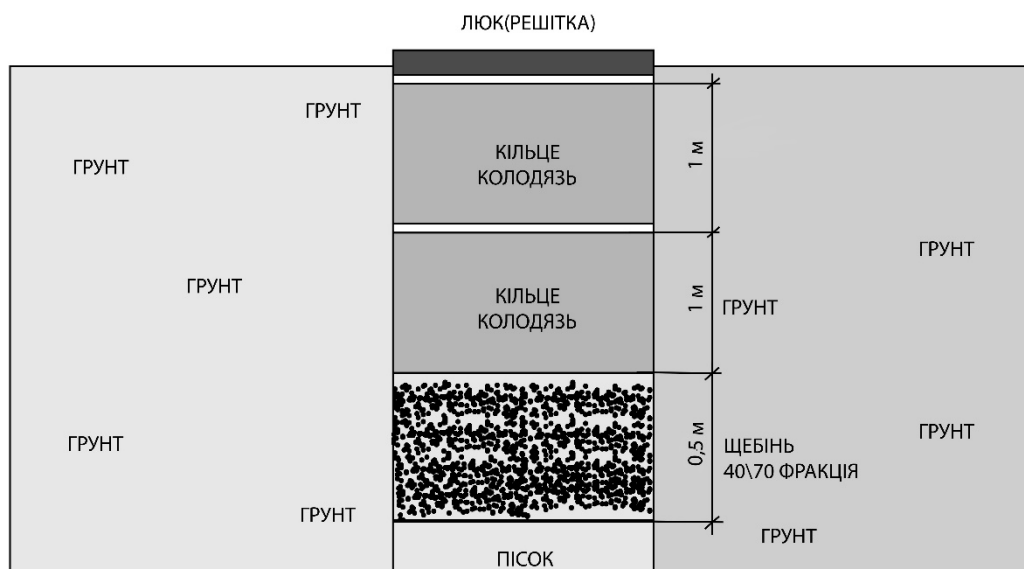 ЛЮК(РЕШІТКА)
ГРУНТ
ГРУНТ
КІЛЬЦЕ
КОЛОДЯЗЬ
1 м
ГРУНТ
ГРУНТ
КІЛЬЦЕ
КОЛОДЯЗЬ
1 м
ГРУНТ
ГРУНТ
ГРУНТ
0,5 м
ЩЕБІНЬ
40\70 ФРАКЦІЯ
ГРУНТ
ГРУНТ
ПІСОК